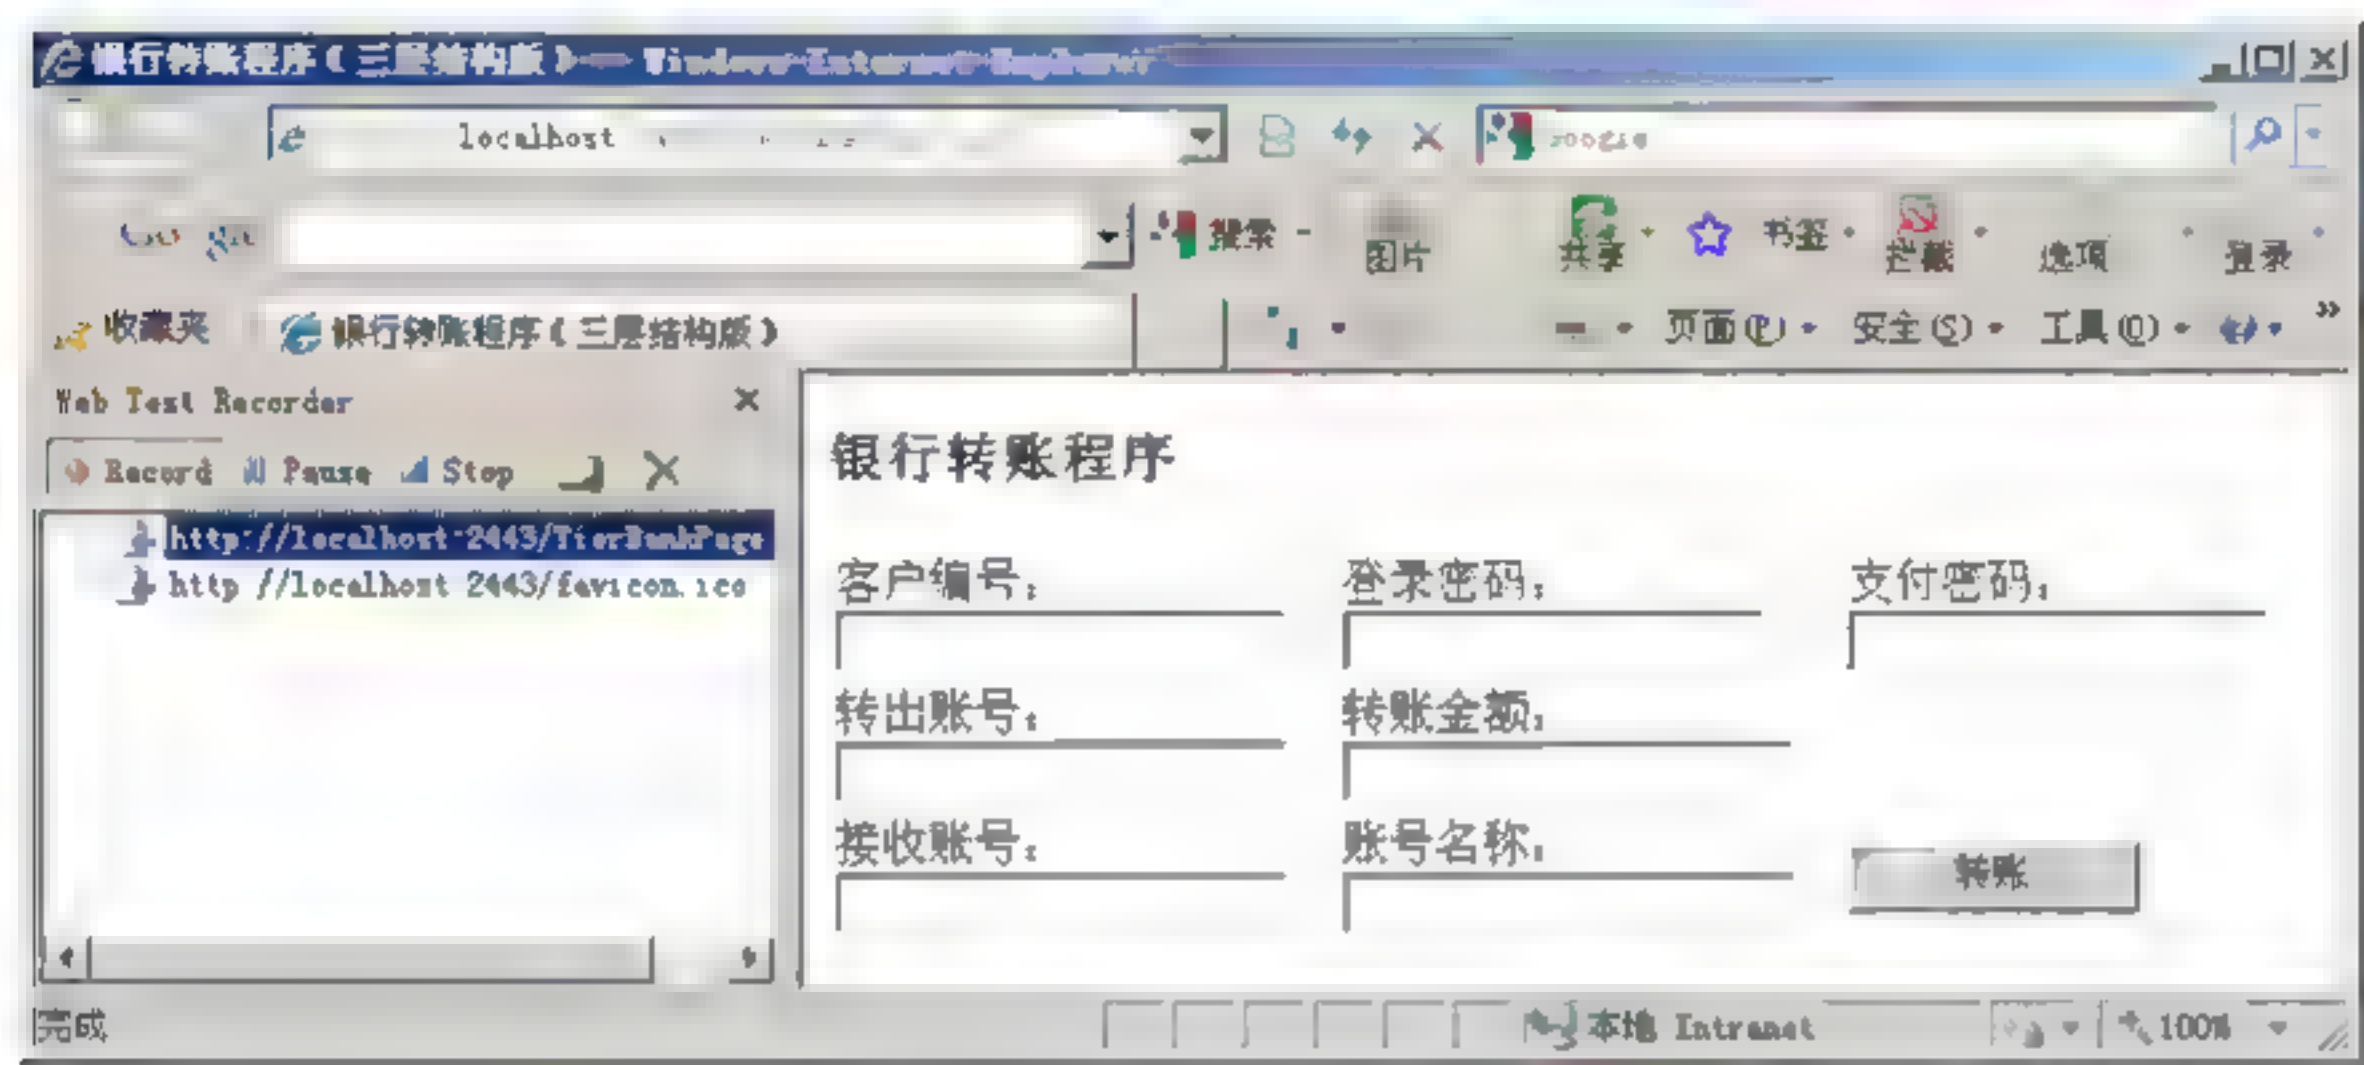 银行转账程序(三层结构版) — Windows Internet Explorer
localhost
搜索 图片 共享 书签 拦截 选项 登录
收藏夹 银行转账程序(三层结构版) 页面(P) 安全(S) 工具(O)
Web Test Recorder
Record Pause Stop
银行转账程序
http://localhost:2443/TierBankPage
http://localhost 2443/favicon.ico
客户编号: 登录密码: 支付密码:
转出账号: 转账金额:
接收账号: 账号名称:
转账
完成 本地 Intranet 100%